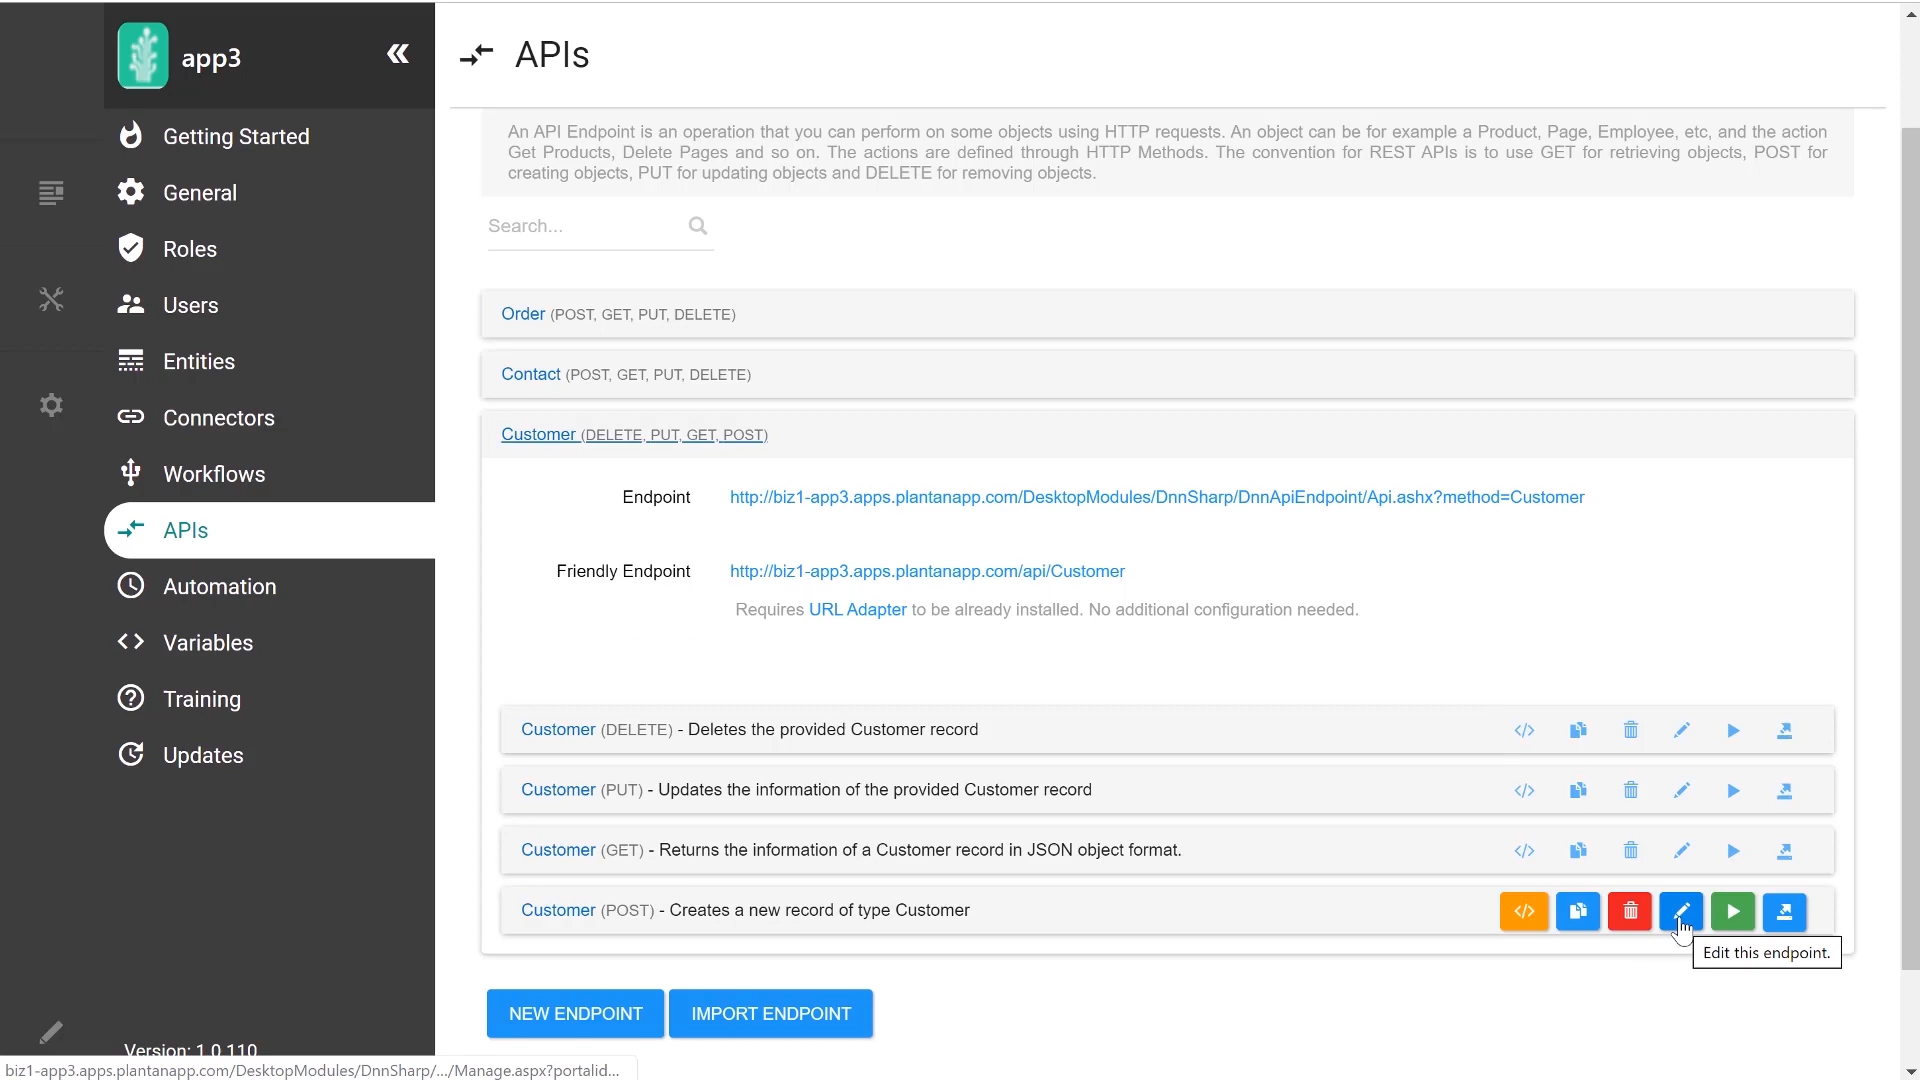 app3
Getting Started
General
Roles
Users
Entities
Connectors
Workflows
APIs
Automation
Variables
Training
Updates
Version: 1.0.110
APIs
An API Endpoint is an operation that you can perform on some objects using HTTP requests. An object can be for example a Product, Page, Employee, etc, and the action
Get Products, Delete Pages and so on. The actions are defined through HTTP Methods. The convention for REST APIs is to use GET for retrieving objects, POST for
creating objects, PUT for updating objects and DELETE for removing objects.
Search...
Order (POST, GET, PUT, DELETE)
Contact (POST, GET, PUT, DELETE)
Customer (DELETE, PUT, GET, POST)
Endpoint http://biz1-app3.apps.plantanapp.com/DesktopModules/DnnSharp/DnnApiEndpoint/Api.ashx?method=Customer
Friendly Endpoint http://biz1-app3.apps.plantanapp.com/api/Customer
Requires URL Adapter to be already installed. No additional configuration needed.
Customer (DELETE) - Deletes the provided Customer record
Customer (PUT) - Updates the information of the provided Customer record
Customer (GET) - Returns the information of a Customer record in JSON object format.
Customer (POST) - Creates a new record of type Customer
Edit this endpoint.
NEW ENDPOINT IMPORT ENDPOINT
biz1-app3.apps.plantanapp.com/DesktopModules/DnnSharp/.../Manage.aspx?portalid...